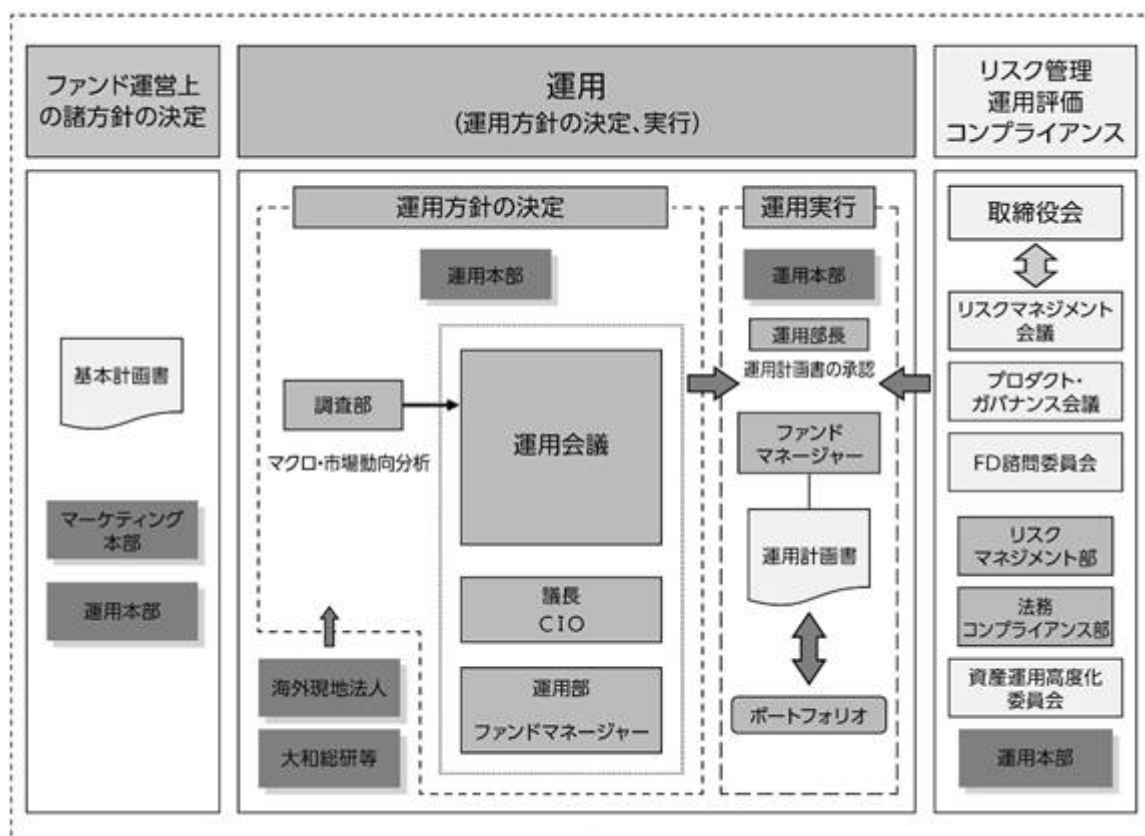 ファンド運営上
の諸方針の決定
運用
(運用方針の決定、実行)
リスク管理
運用評価
コンプライアンス
基本計画書
マーケティング
本部
運用本部
運用方針の決定
運用本部
調査部
マクロ・市場動向分析
運用会議
議長
CIO
運用部
ファンドマネージャー
海外現地法人
大和総研等
運用実行
運用本部
運用部長
運用計画書の承認
ファンド
マネージャー
運用計画書
ポートフォリオ
取締役会
リスクマネジメント
会議
プロダクト・
ガバナンス会議
FD諮問委員会
リスク
マネジメント部
法務
コンプライアンス部
資産運用高度化
委員会
運用本部